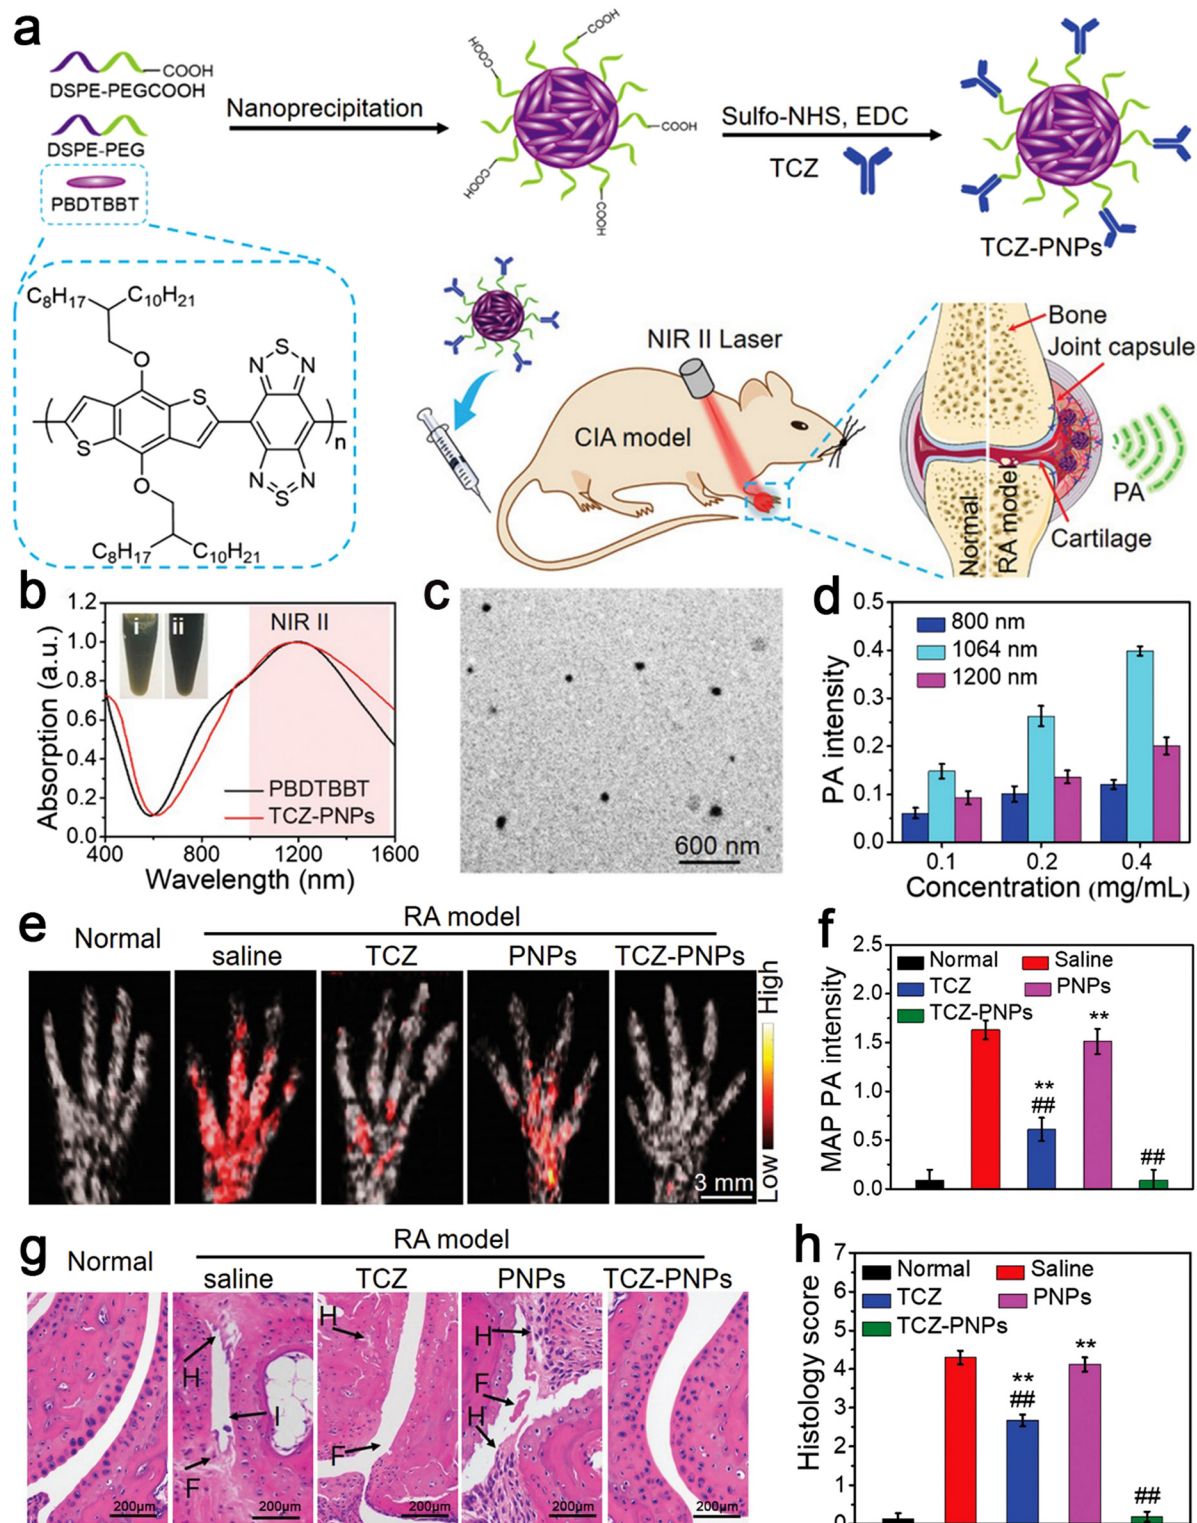 a
COOH
DSPE-PEGCOOH
DSPE-PEG
PBDTBBT
Nanoprecipitation
COOH
COOH
COOH
COOH
COOH
Sulfo-NHS, EDC
TCZ
TCZ-PNPs
C8H17 C10H21
O
S
S
N S N
N S N
n
O
C8H17 C10H21
NIR II Laser
CIA model
Bone
Joint capsule
PA
Cartilage
Normal
RA model
b
Absorption (a.u.)
1.2
1.0
0.8
0.6
0.4
0.2
0.0
i ii
NIR II
PBDTBBT
TCZ-PNPs
400 800 1200 1600
Wavelength (nm)
c
600 nm
d
PA intensity
0.5
0.4
0.3
0.2
0.1
0.0
800 nm
1064 nm
1200 nm
0.1 0.2 0.4
Concentration (mg/mL)
e
RA model
Normal
saline TCZ PNPs TCZ-PNPs
High
Low
3 mm
f
MAP PA intensity
2.5
2.0
1.5
1.0
0.5
0.0
Normal Saline
TCZ PNPs
TCZ-PNPs
**
##
**
##
g
RA model
Normal
saline TCZ PNPs TCZ-PNPs
H
I
F
H
F
H
F
H
200μm 200μm 200μm 200μm 200μm
h
Histology score
7
6
5
4
3
2
1
0
Normal Saline
TCZ PNPs
TCZ-PNPs
**
##
**
##